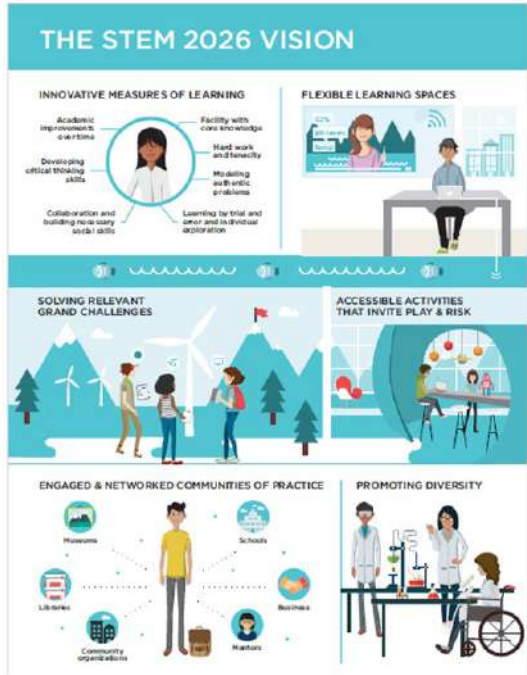 THE STEM 2026 VISION
INNOVATIVE MEASURES OF LEARNING
Academic
improvements
over time
Facility with
core knowledge
Hard work
and tenacity
Developing
critical thinking
skills
Modeling
authentic
problems
Collaboration and
building necessary
social skills
Learning by trial and
error and individual
exploration
FLEXIBLE LEARNING SPACES
SOLVING RELEVANT
GRAND CHALLENGES
ACCESSIBLE ACTIVITIES
THAT INVITE PLAY & RISK
ENGAGED & NETWORKED COMMUNITIES OF PRACTICE
Museums
Schools
Libraries
Business
Community
organizations
Mentors
PROMOTING DIVERSITY